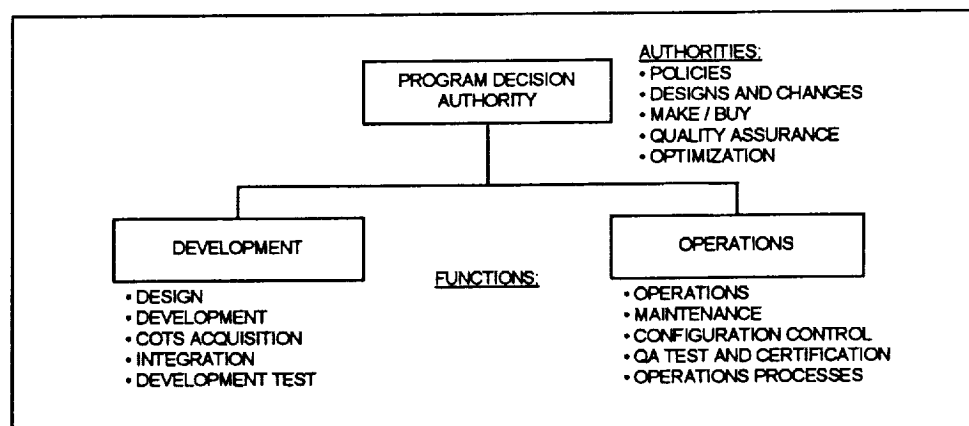 PROGRAM DECISION
AUTHORITY
AUTHORITIES:
• POLICIES
• DESIGNS AND CHANGES
• MAKE / BUY
• QUALITY ASSURANCE
• OPTIMIZATION
DEVELOPMENT
OPERATIONS
FUNCTIONS:
• DESIGN
• DEVELOPMENT
• COTS ACQUISITION
• INTEGRATION
• DEVELOPMENT TEST
• OPERATIONS
• MAINTENANCE
• CONFIGURATION CONTROL
• QA TEST AND CERTIFICATION
• OPERATIONS PROCESSES